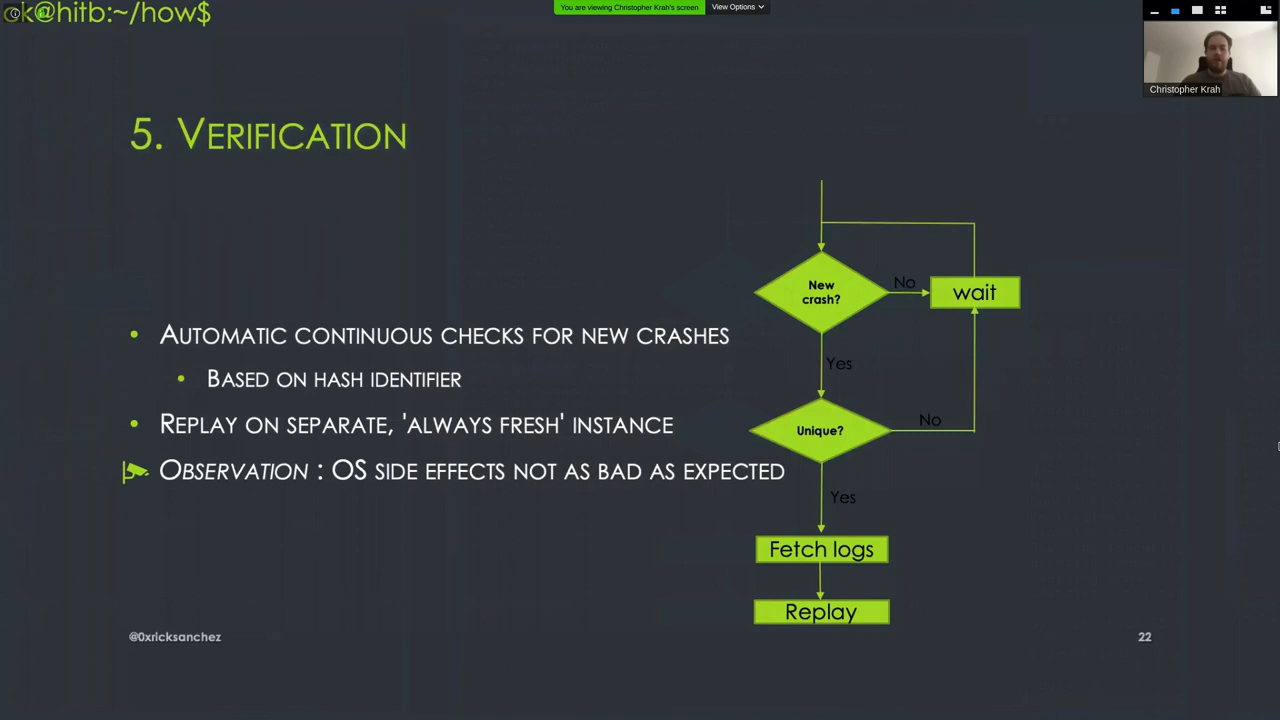 ok@hitb:~/how$
You are viewing Christopher Krah's screen
View Options
Christopher Krah
5. Verification
New
crash?
No
wait
Automatic continuous checks for new crashes
Yes
Based on hash identifier
Replay on separate, 'always fresh' instance
Unique?
No
Observation : OS side effects not as bad as expected
Yes
Fetch logs
Replay
@0xricksanchez
22